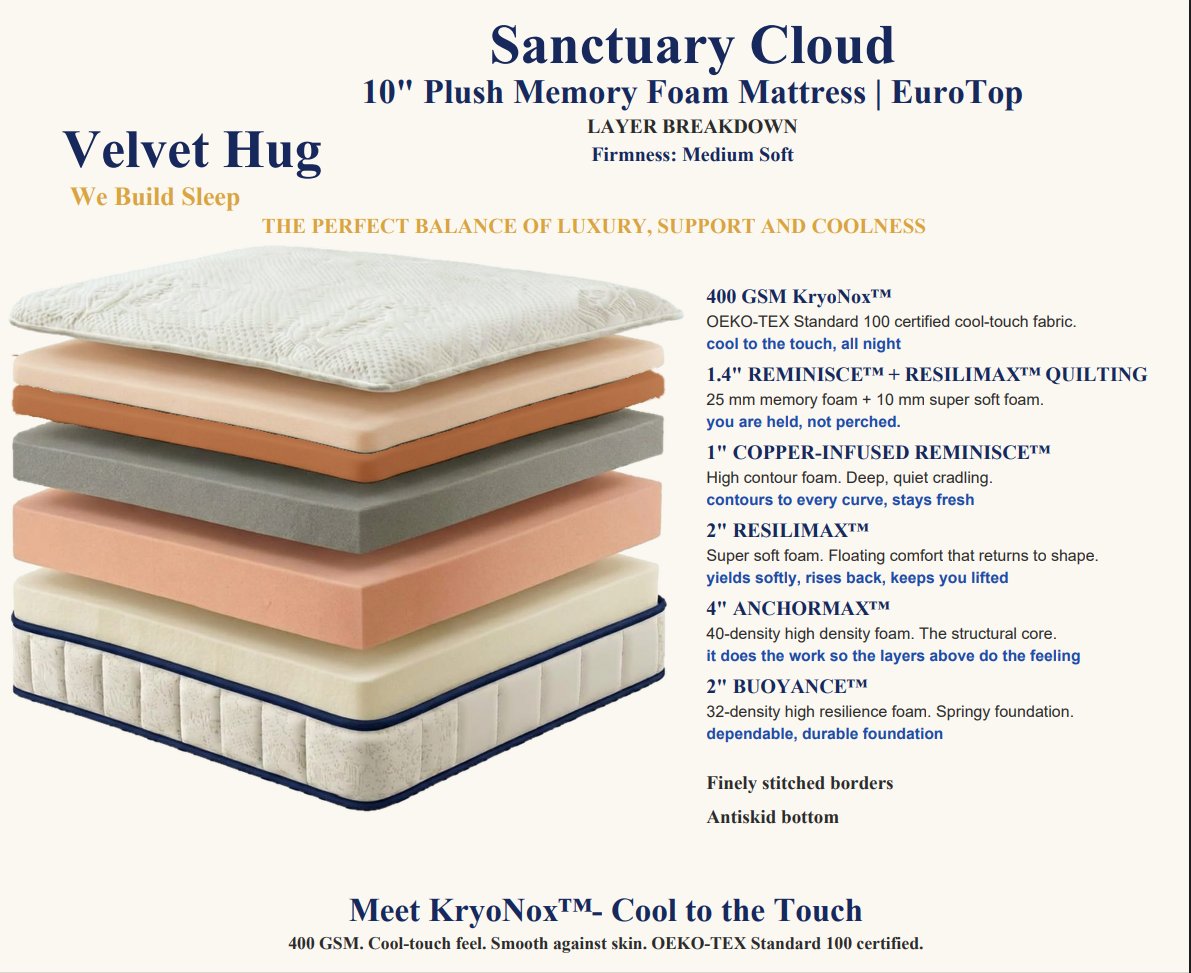 Sanctuary Cloud
10" Plush Memory Foam Mattress | EuroTop
LAYER BREAKDOWN
Firmness: Medium Soft
Velvet Hug
We Build Sleep
THE PERFECT BALANCE OF LUXURY, SUPPORT AND COOLNESS
400 GSM KryoNox™
OEKO-TEX Standard 100 certified cool-touch fabric.
cool to the touch, all night
1.4" REMINISCE™ + RESILIMAX™ QUILTING
25 mm memory foam + 10 mm super soft foam.
you are held, not perched.
1" COPPER-INFUSED REMINISCE™
High contour foam. Deep, quiet cradling.
contours to every curve, stays fresh
2" RESILIMAX™
Super soft foam. Floating comfort that returns to shape.
yields softly, rises back, keeps you lifted
4" ANCHORMAX™
40-density high density foam. The structural core.
it does the work so the layers above do the feeling
2" BUOYANCE™
32-density high resilience foam. Springy foundation.
dependable, durable foundation
Finely stitched borders
Antiskid bottom
Meet KryoNox™- Cool to the Touch
400 GSM. Cool-touch feel. Smooth against skin. OEKO-TEX Standard 100 certified.